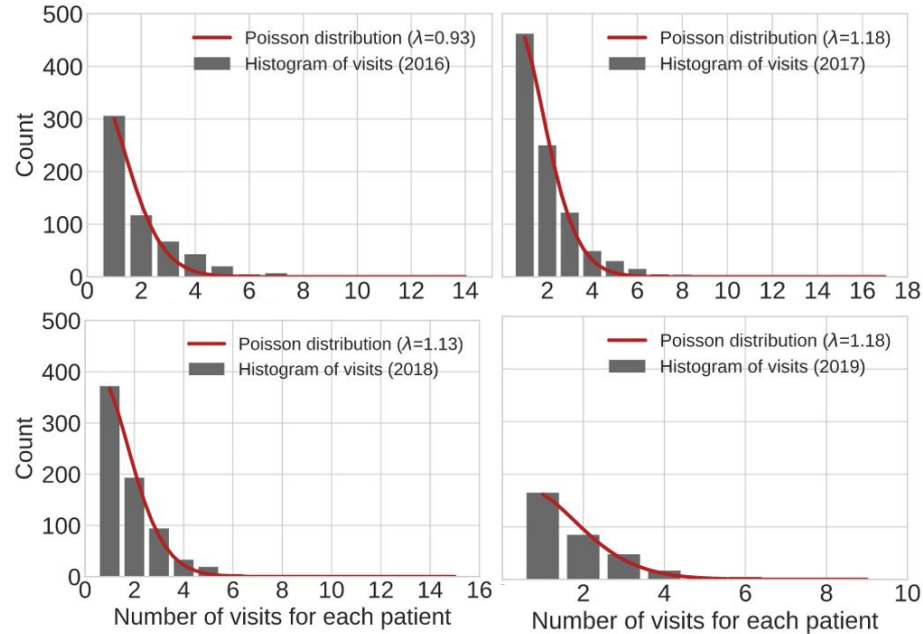 500
Poisson distribution (λ=0.93)
Histogram of visits (2016)
400
300
200
100
0
Count
0 2 4 6 8 10 12 14
Poisson distribution (λ=1.18)
Histogram of visits (2017)
2 4 6 8 10 12 14 16 18
500
Poisson distribution (λ=1.13)
Histogram of visits (2018)
400
300
200
100
0
Count
0 2 4 6 8 10 12 14 16
Number of visits for each patient
Poisson distribution (λ=1.18)
Histogram of visits (2019)
2 4 6 8 10
Number of visits for each patient